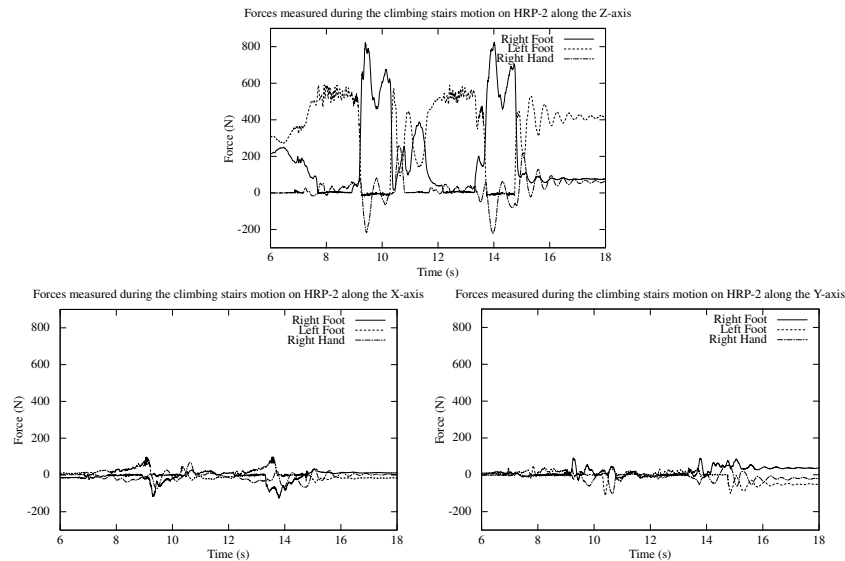 Forces measured during the climbing stairs motion on HRP-2 along the Z-axis
Right Foot
Left Foot
Right Hand
800
600
400
200
0
-200
Force (N)
6 8 10 12 14 16 18
Time (s)
Forces measured during the climbing stairs motion on HRP-2 along the X-axis
Right Foot
Left Foot
Right Hand
800
600
400
200
0
-200
Force (N)
6 8 10 12 14 16 18
Time (s)
Forces measured during the climbing stairs motion on HRP-2 along the Y-axis
Right Foot
Left Foot
Right Hand
800
600
400
200
0
-200
Force (N)
6 8 10 12 14 16 18
Time (s)